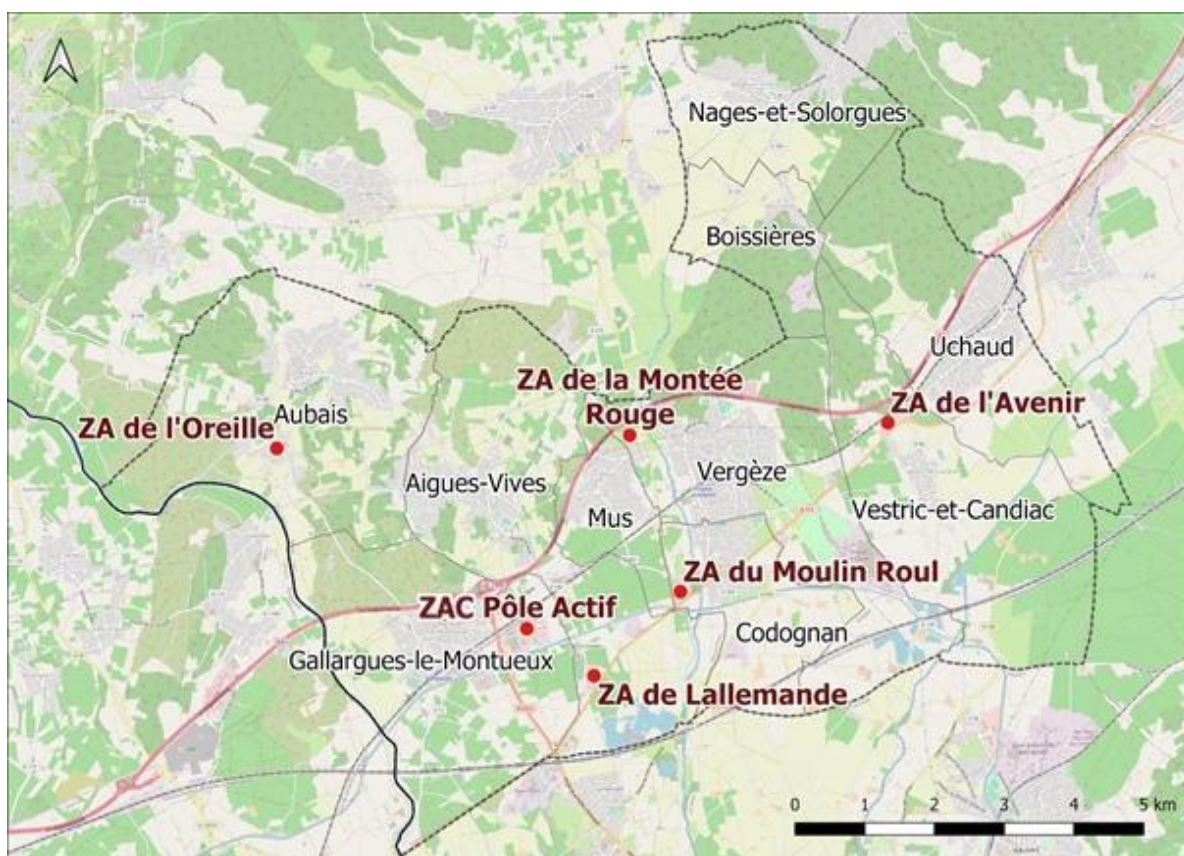 Nages-et-Solorgues
Boissières
Uchaud
ZA de la Montée
Rouge
ZA de l'Avenir
Aubais
ZA de l'Oreille
Aigues-Vives
Vergèze
Mus
Vestric-et-Candiac
ZA du Moulin Roul
ZAC Pôle Actif
Codognan
Gallargues-le-Montueux
ZA de Lallemande
0 1 2 3 4 5 km